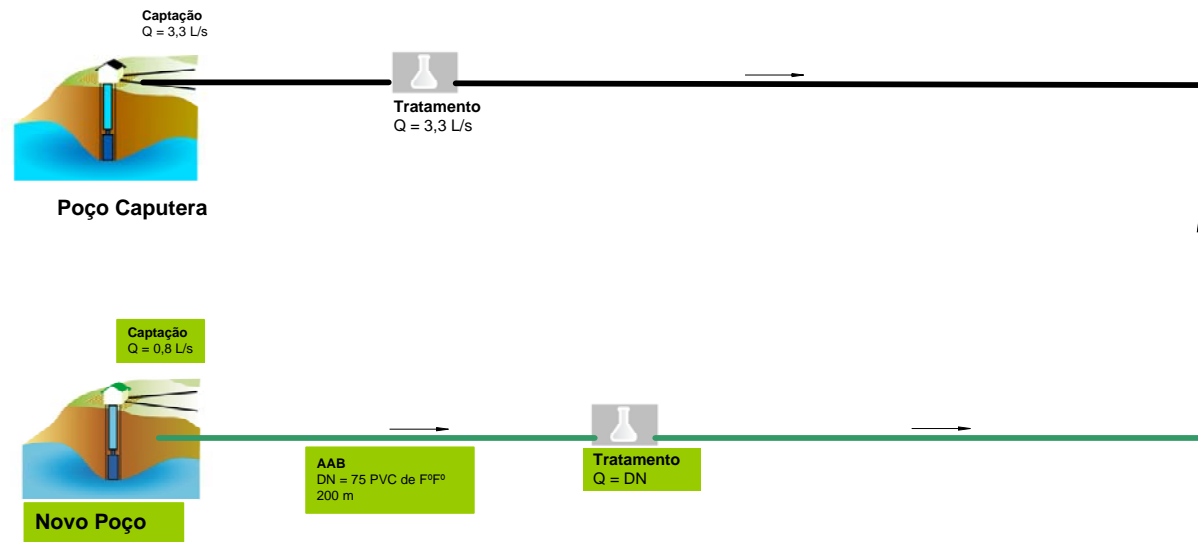 Captação
Q = 3,3 L/s
Tratamento
Q = 3,3 L/s
Poço Caputera
Captação
Q = 0,8 L/s
AAB
DN = 75 PVC de FºFº
200 m
Tratamento
Q = DN
Novo Poço